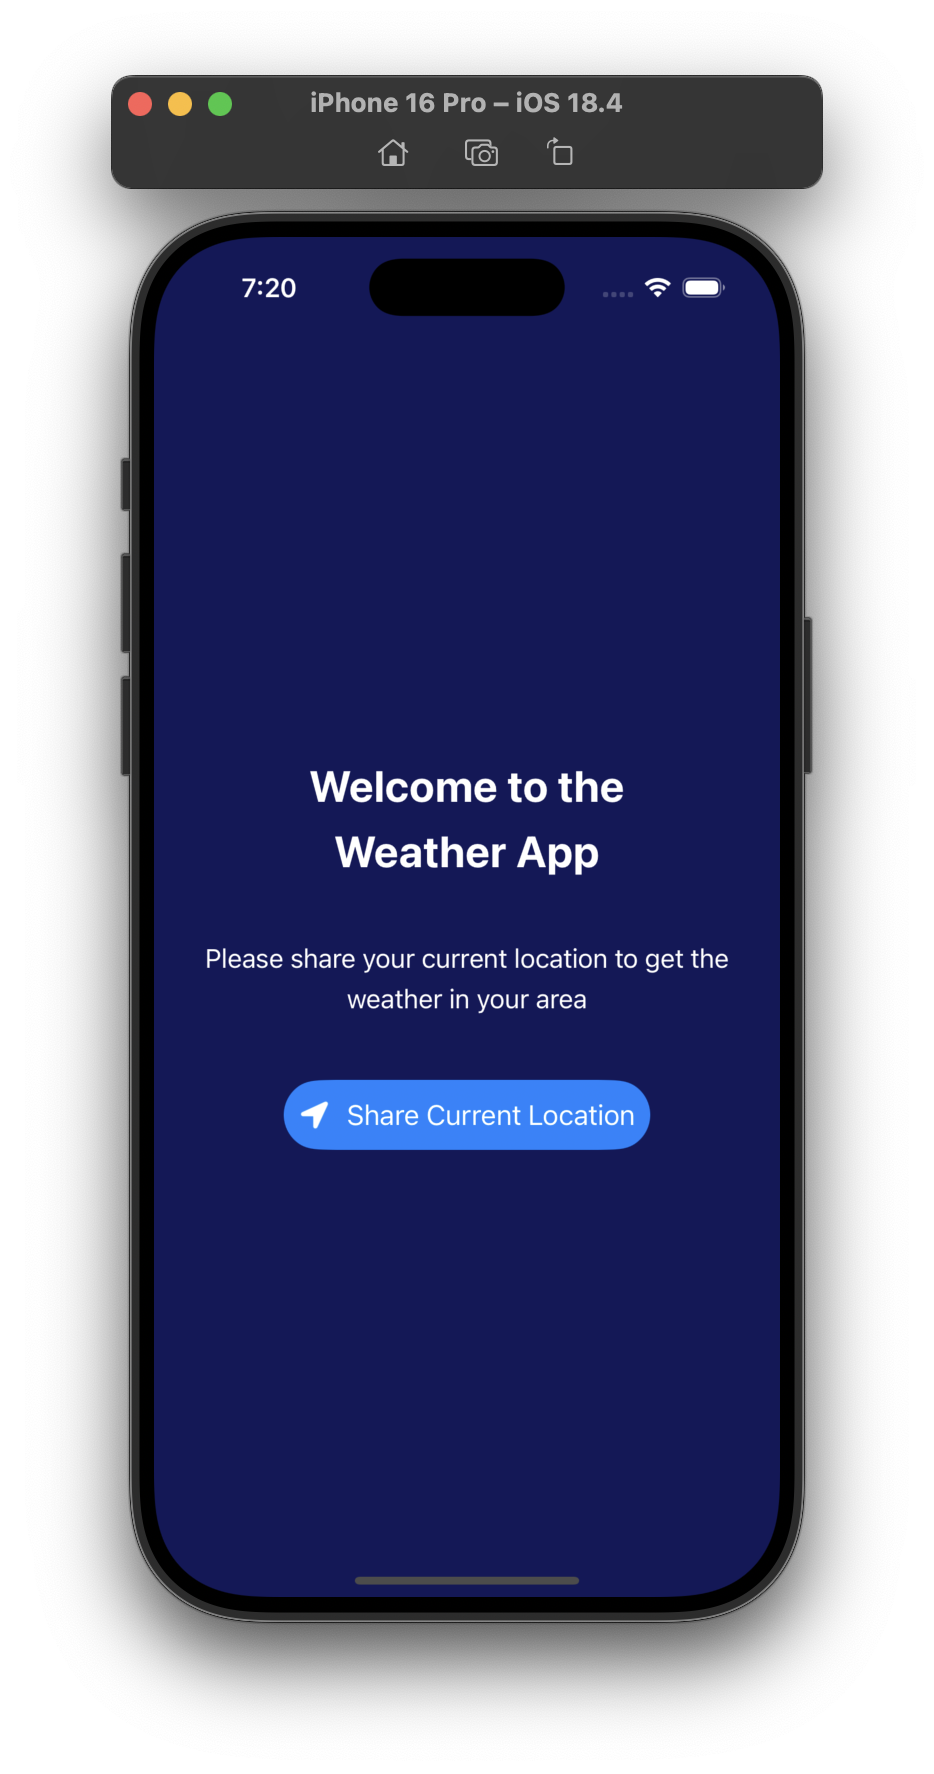 iPhone 16 Pro – iOS 18.4
7:20
Welcome to the
Weather App
Please share your current location to get the
weather in your area
Share Current Location